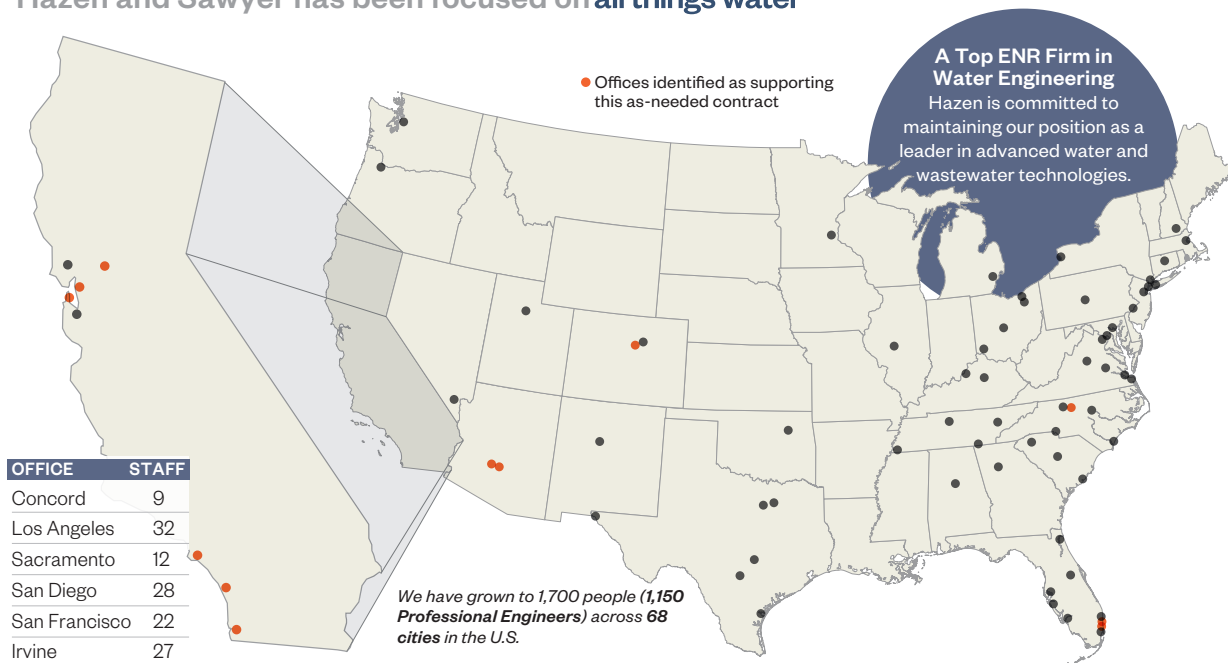 Hazen and Sawyer has been focused on all things water
A Top ENR Firm in
Water Engineering
Hazen is committed to
maintaining our position as a
leader in advanced water and
wastewater technologies.
Offices identified as supporting
this as-needed contract
OFFICE STAFF
Concord 9
Los Angeles 32
Sacramento 12
San Diego 28
San Francisco 22
Irvine 27
We have grown to 1,700 people (1,150
Professional Engineers) across 68
cities in the U.S.